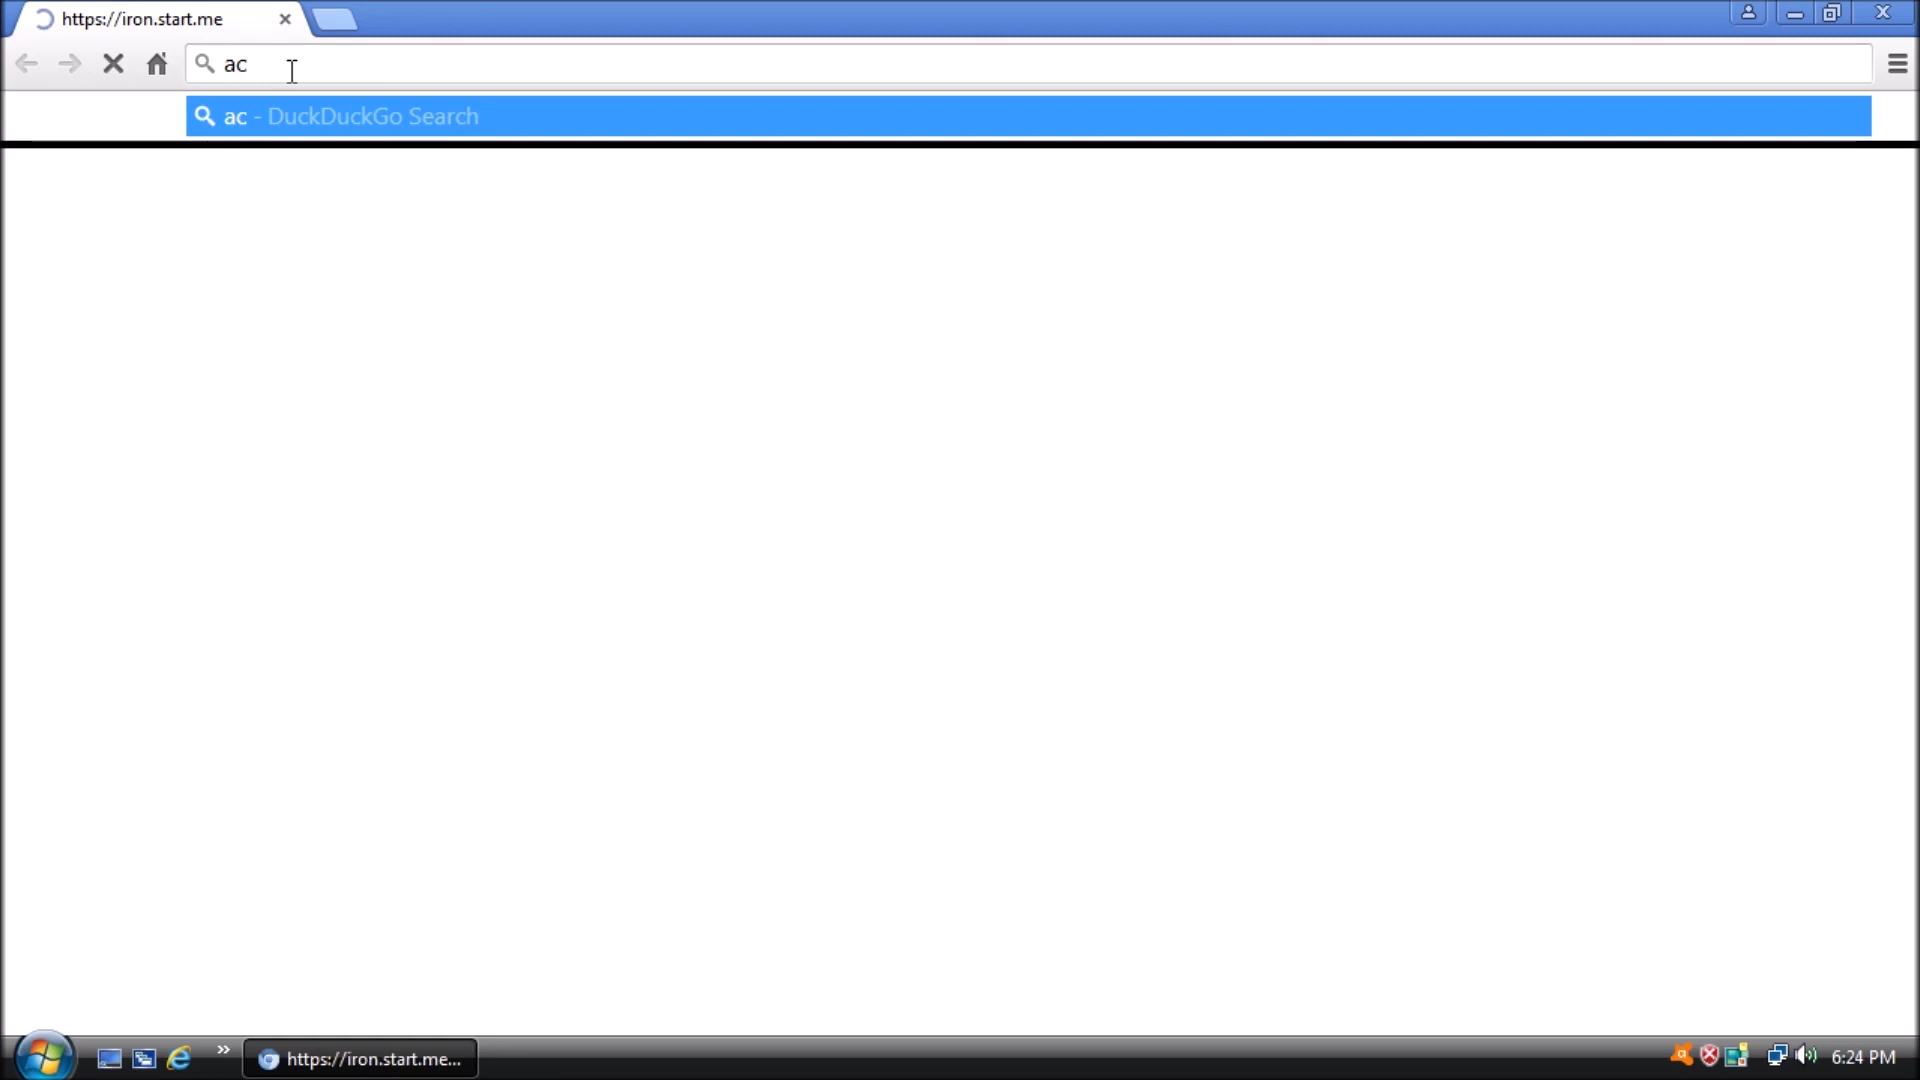 https://iron.start.me
ac
ac - DuckDuckGo Search
https://iron.start.me...
6:24 PM